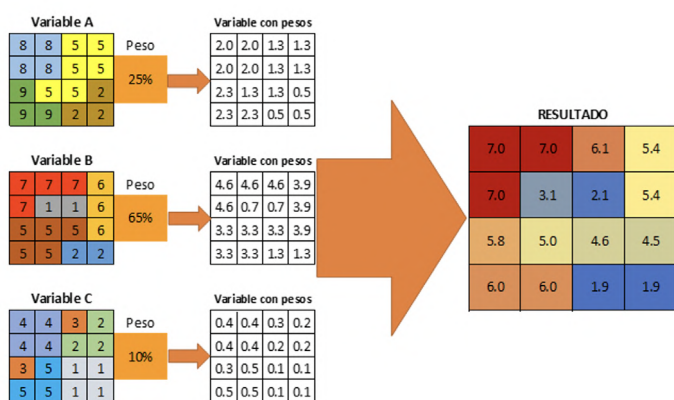 Variable A
Variable con pesos
8 8 5 5
Peso
2.0 2.0 1.3 1.3
8 8 5 5
25%
2.0 2.0 1.3 1.3
9 5 5 2
2.3 1.3 1.3 0.5
9 9 2 2
2.3 2.3 0.5 0.5
Variable B
Variable con pesos
7 7 7 6
Peso
4.6 4.6 4.6 3.9
7 1 1 6
65%
4.6 0.7 0.7 3.9
5 5 5 6
3.3 3.3 3.3 3.9
5 5 2 2
3.3 3.3 1.3 1.3
Variable C
Variable con pesos
4 4 3 2
Peso
0.4 0.4 0.3 0.2
4 4 2 2
10%
0.4 0.4 0.2 0.2
3 5 1 1
0.3 0.5 0.1 0.1
5 5 1 1
0.5 0.5 0.1 0.1
RESULTADO
7.0 7.0 6.1 5.4
7.0 3.1 2.1 5.4
5.8 5.0 4.6 4.5
6.0 6.0 1.9 1.9